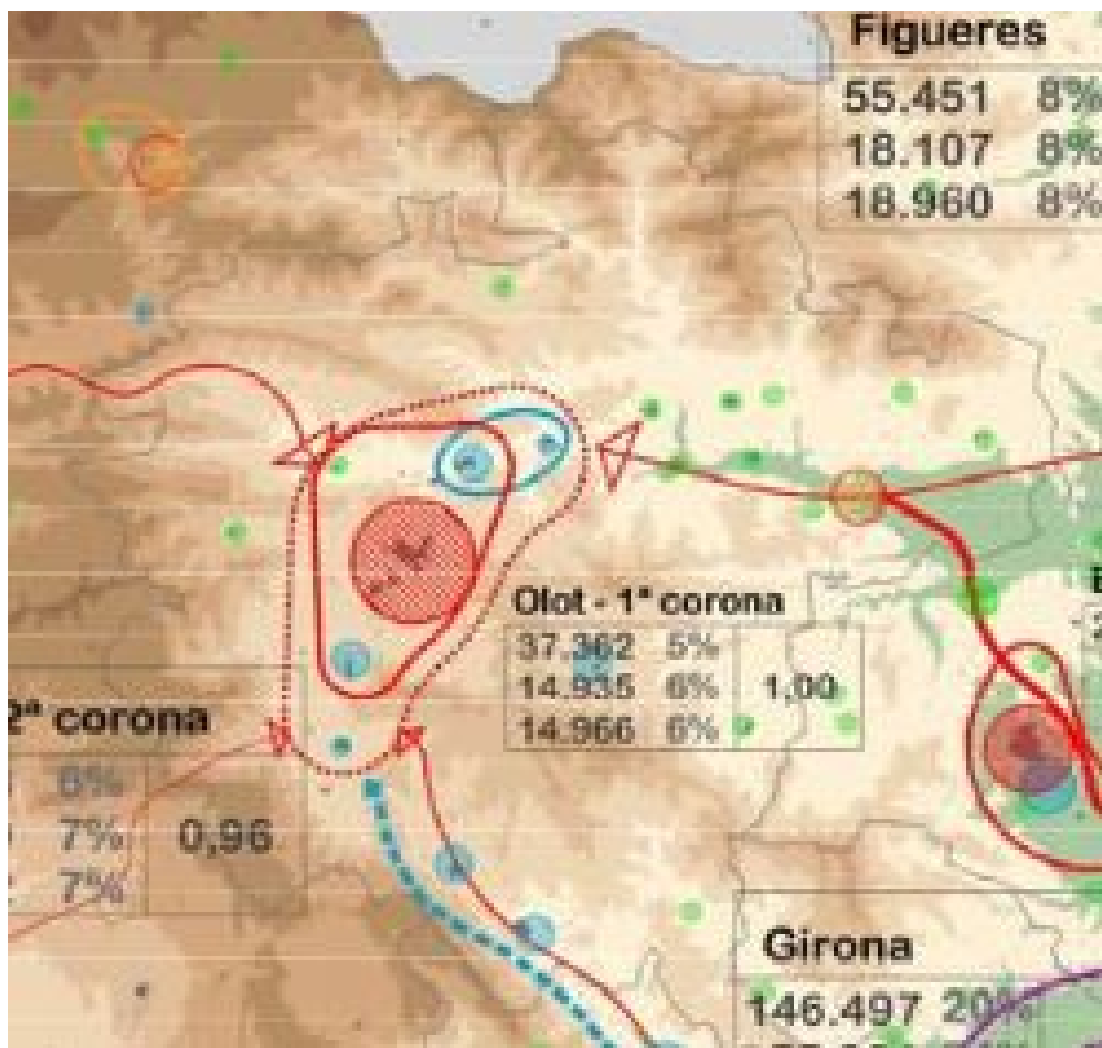 Figueres
55.451 8%
18.107 8%
18.960 8%
Olot - 1ª corona
37.362 5%
14.935 6% 1,00
14.966 6%
2ª corona
6%
7% 0,96
7%
Girona
146.497 20%